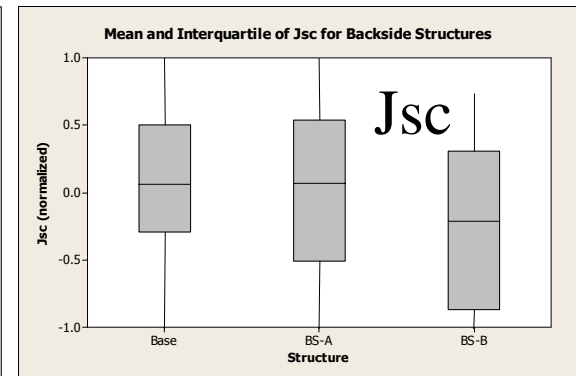 Mean and Interquartile of Jsc for Backside Structures
1.0
0.5
0.0
-0.5
-1.0
Jsc (normalized)
Jsc
Base BS-A BS-B
Structure